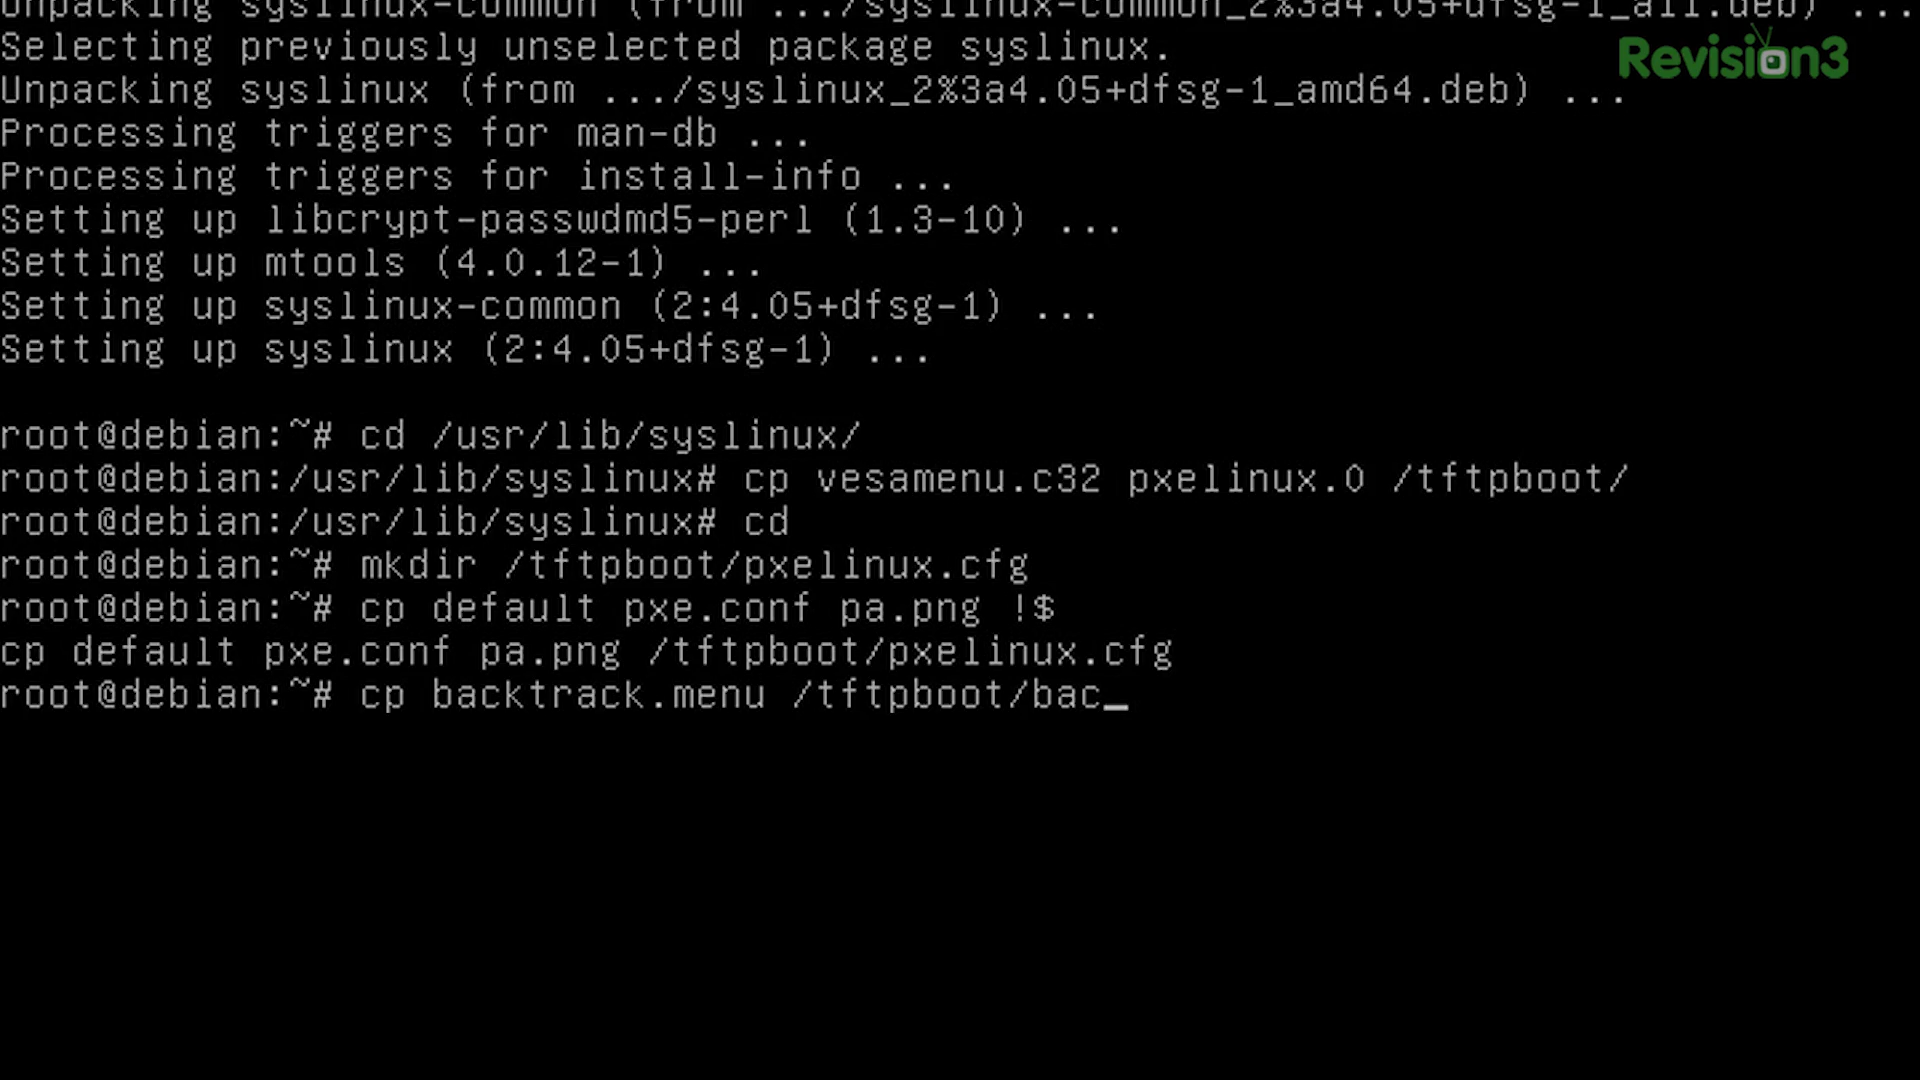 Unpacking syslinux-common (from .../syslinux-common_2%3a4.05+dfsg-1_all.deb) ...
Selecting previously unselected package syslinux.
Revision3
Unpacking syslinux (from .../syslinux_2%3a4.05+dfsg-1_amd64.deb) ...
Processing triggers for man-db ...
Processing triggers for install-info ...
Setting up libcrypt-passwdmd5-perl (1.3-10) ...
Setting up mtools (4.0.12-1) ...
Setting up syslinux-common (2:4.05+dfsg-1) ...
Setting up syslinux (2:4.05+dfsg-1) ...
root@debian:~# cd /usr/lib/syslinux/
root@debian:/usr/lib/syslinux# cp vesamenu.c32 pxelinux.0 /tftpboot/
root@debian:/usr/lib/syslinux# cd
root@debian:~# mkdir /tftpboot/pxelinux.cfg
root@debian:~# cp default pxe.conf pa.png !$
cp default pxe.conf pa.png /tftpboot/pxelinux.cfg
root@debian:~# cp backtrack.menu /tftpboot/bac_